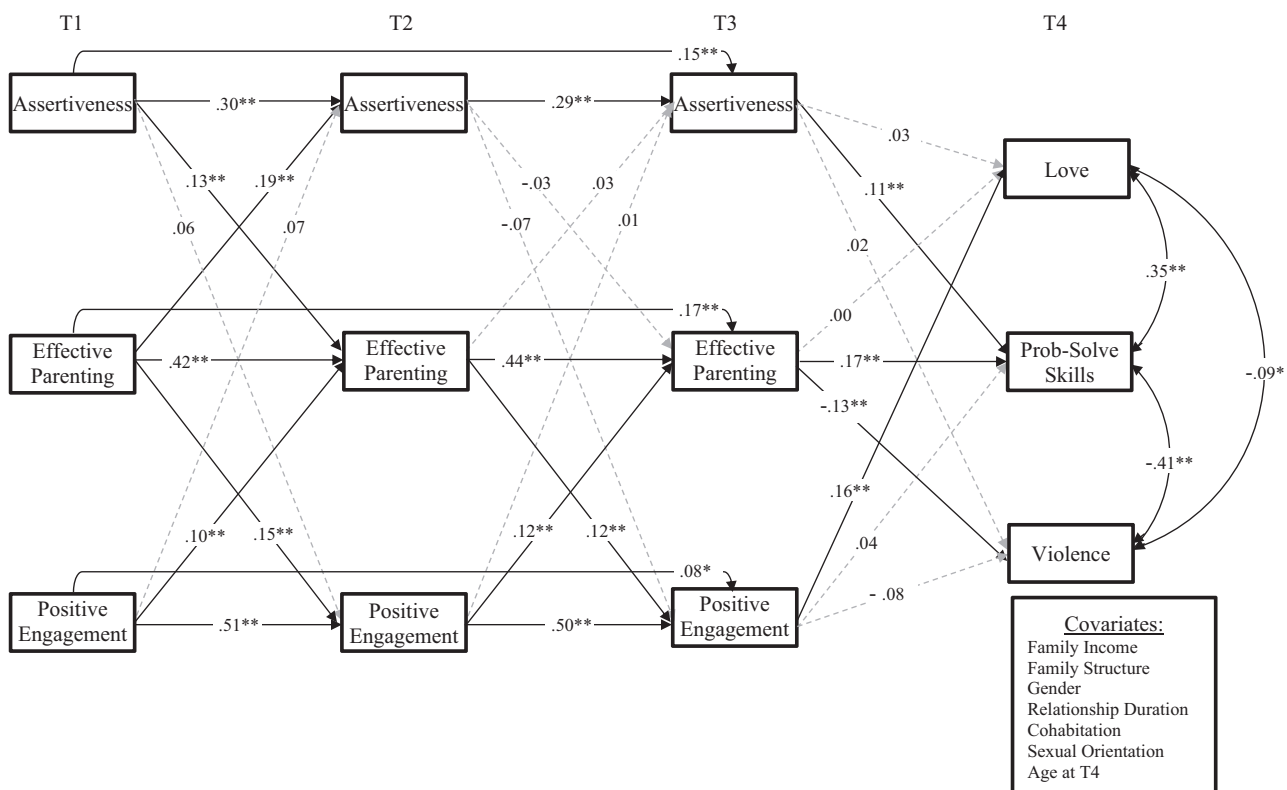 T1
T2
T3
T4
.15**
Assertiveness
.30**
Assertiveness
.29**
Assertiveness
.03
Love
.13**
.19**
-.03
.03
.11**
.06
.07
-.07
.01
.02
.35**
.17**
.00
Effective
Parenting
.42**
Effective
Parenting
.44**
Effective
Parenting
.17**
Prob-Solve
Skills
-.09*
-.13**
-.41**
.16**
.10**
.15**
.12**
.12**
.04
Violence
.08*
- .08
Positive
Engagement
.51**
Positive
Engagement
.50**
Positive
Engagement
Covariates:
Family Income
Family Structure
Gender
Relationship Duration
Cohabitation
Sexual Orientation
Age at T4